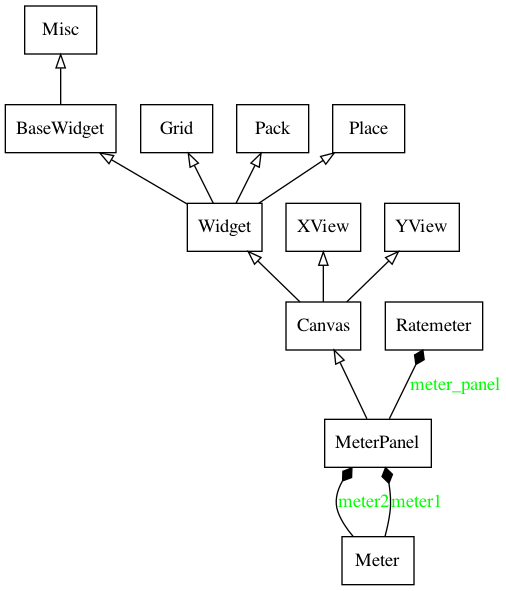 Misc
BaseWidget
Grid
Pack
Place
Widget
XView
YView
Canvas
Ratemeter
meter_panel
MeterPanel
meter2
meter1
Meter